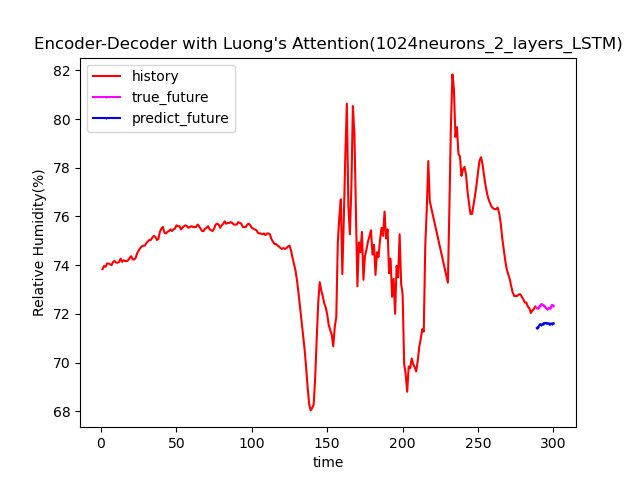 Encoder-Decoder with Luong's Attention(1024neurons_2_layers_LSTM)
history
true_future
predict_future
Relative Humidity(%)
82
80
78
76
74
72
70
68
0 50 100 150 200 250 300
time